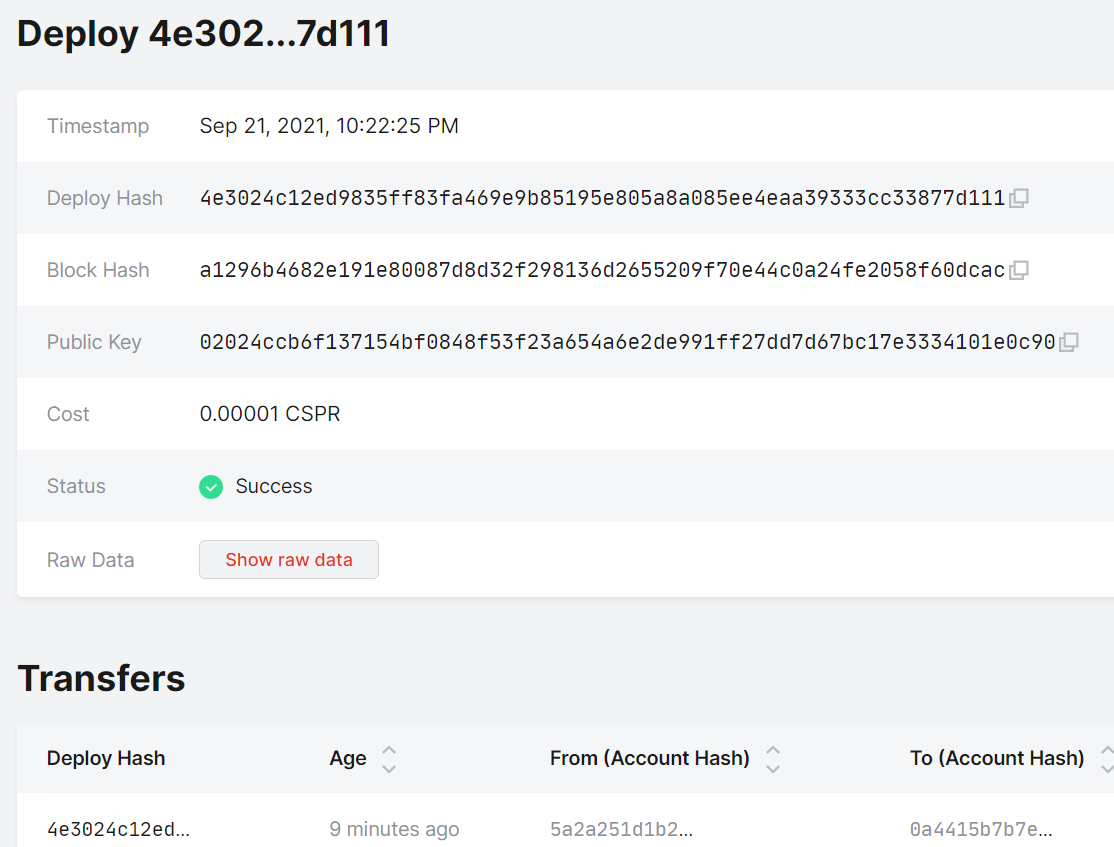 Deploy 4e302...7d111
Timestamp Sep 21, 2021, 10:22:25 PM
Deploy Hash 4e3024c12ed9835ff83fa469e9b85195e805a8a085ee4eaa39333cc33877d111
Block Hash a1296b4682e191e80087d8d32f298136d2655209f70e44c0a24fe2058f60dcac
Public Key 02024ccb6f137154bf0848f53f23a654a6e2de991ff27dd7d67bc17e3334101e0c90
Cost 0.00001 CSPR
Status Success
Raw Data Show raw data
Transfers
Deploy Hash Age From (Account Hash) To (Account Hash)
4e3024c12ed... 9 minutes ago 5a2a251d1b2... 0a4415b7b7e...